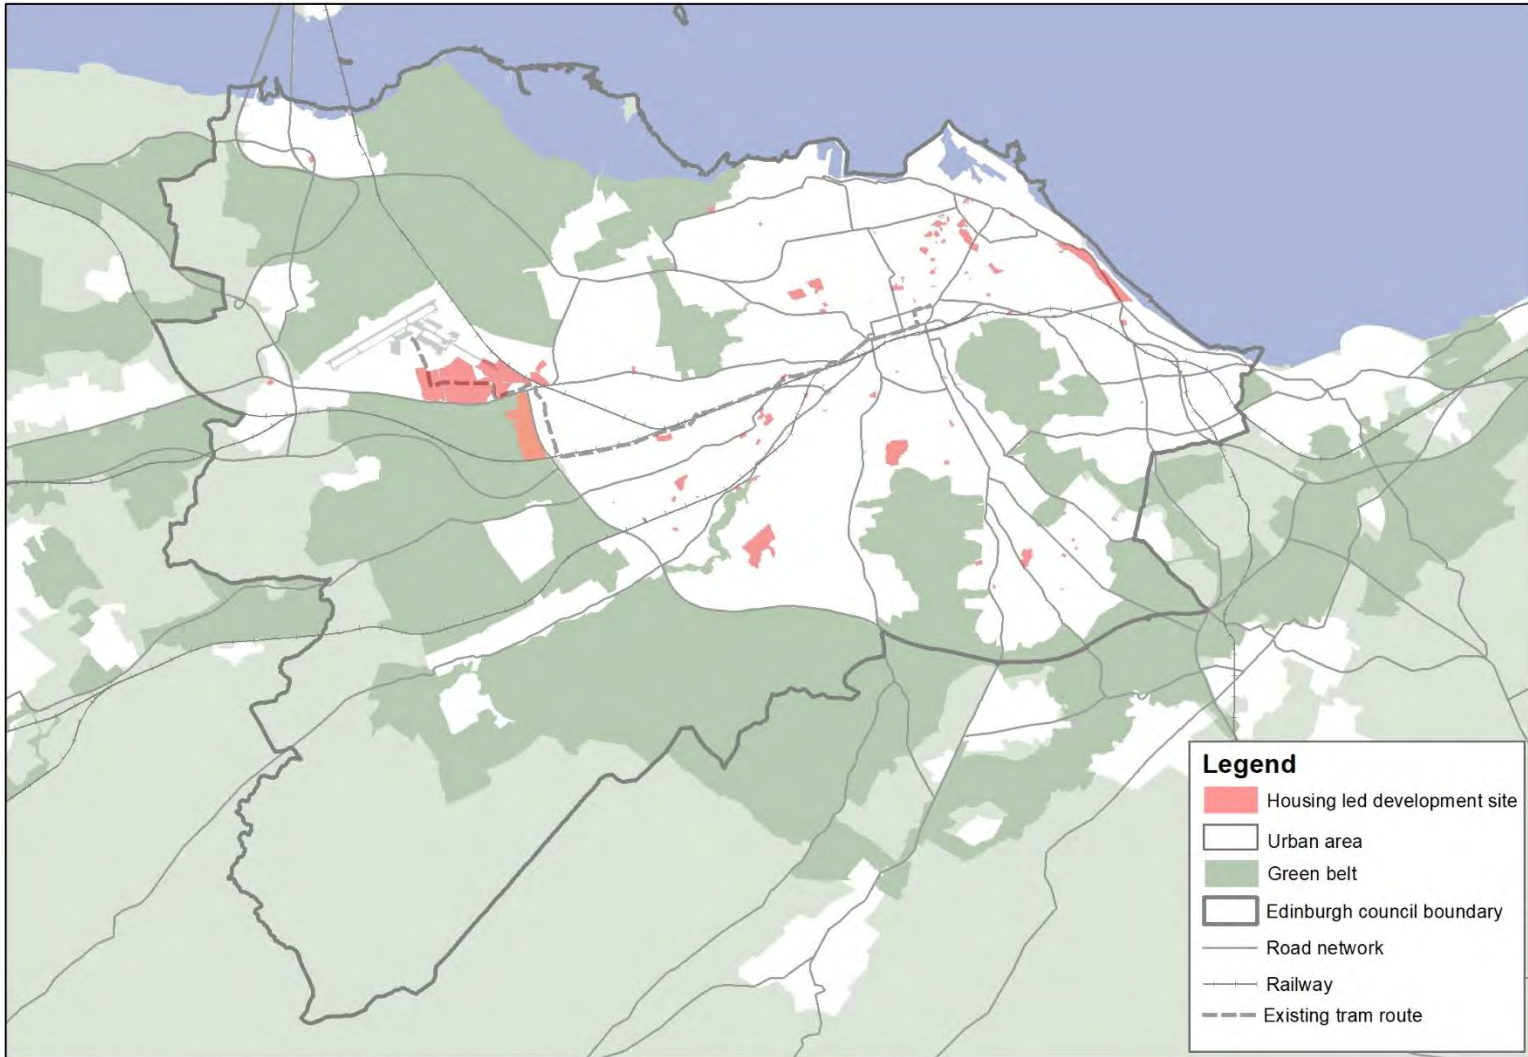 Legend
Housing led development site
Urban area
Green belt
Edinburgh council boundary
Road network
Railway
Existing tram route